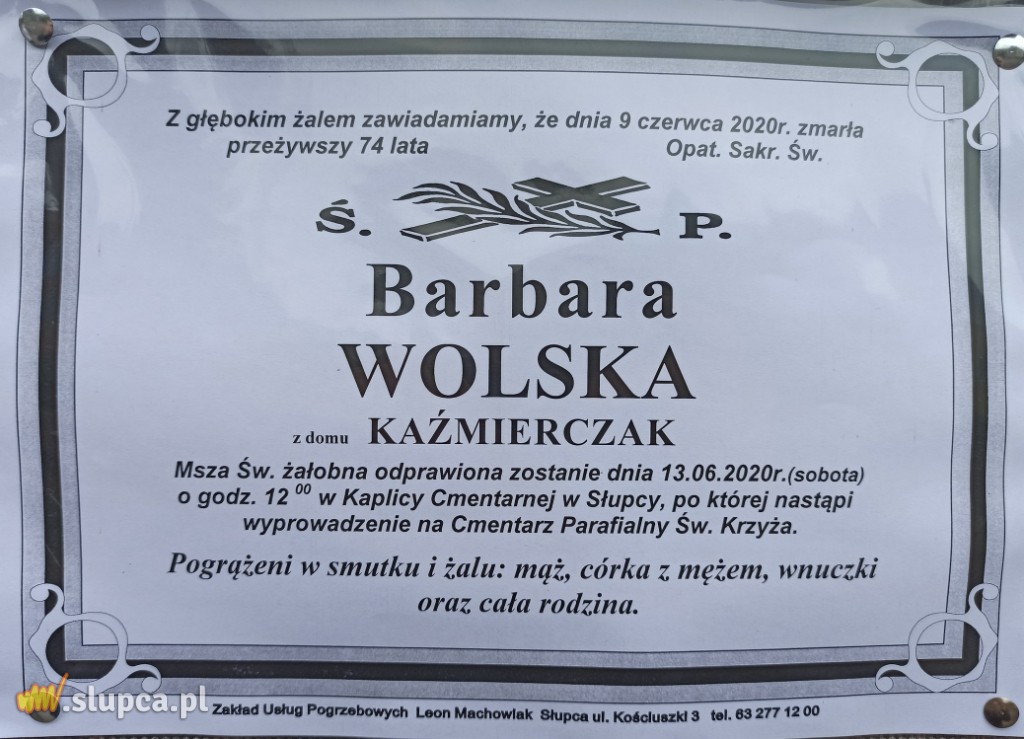 Z głębokim żalem zawiadamiamy, że dnia 9 czerwca 2020r. zmarła
przeżywszy 74 lata Opat. Sakr. Św.
Ś. P.
Barbara
WOLSKA
z domu KAŹMIERCZAK
Msza Św. żałobna odprawiona zostanie dnia 13.06.2020r.(sobota)
o godz. 12 00 w Kaplicy Cmentarnej w Słupcy, po której nastąpi
wyprowadzenie na Cmentarz Parafialny Św. Krzyża.
Pogrążeni w smutku i żalu: mąż, córka z mężem, wnuczki
oraz cała rodzina.
www.slupca.pl
Zakład Usług Pogrzebowych Leon Machowiak Słupca ul. Kościuszki 3 tel. 63 277 12 00